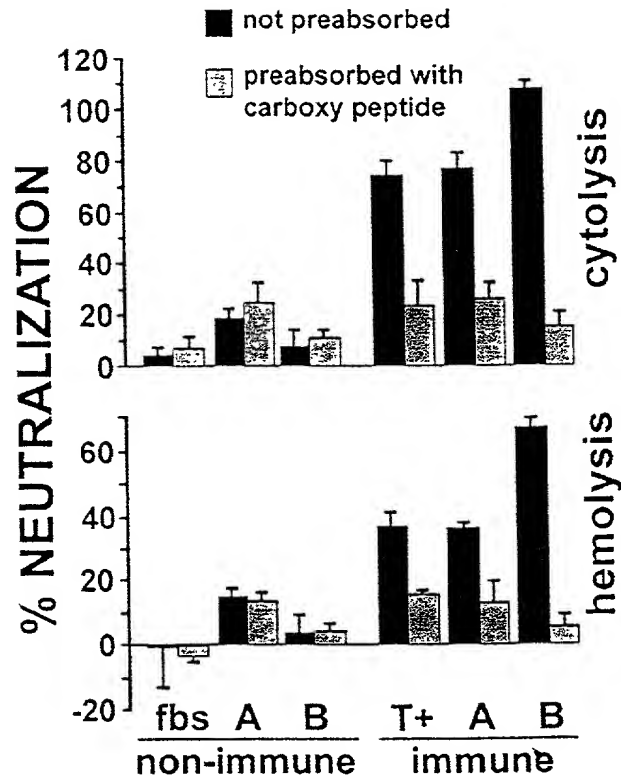 not preabsorbed
preabsorbed with
carboxy peptide
% NEUTRALIZATION
120
100
80
60
40
20
0
cytolysis
60
40
20
0
-20
hemolysis
fbs A B T+ A B
non-immune immune